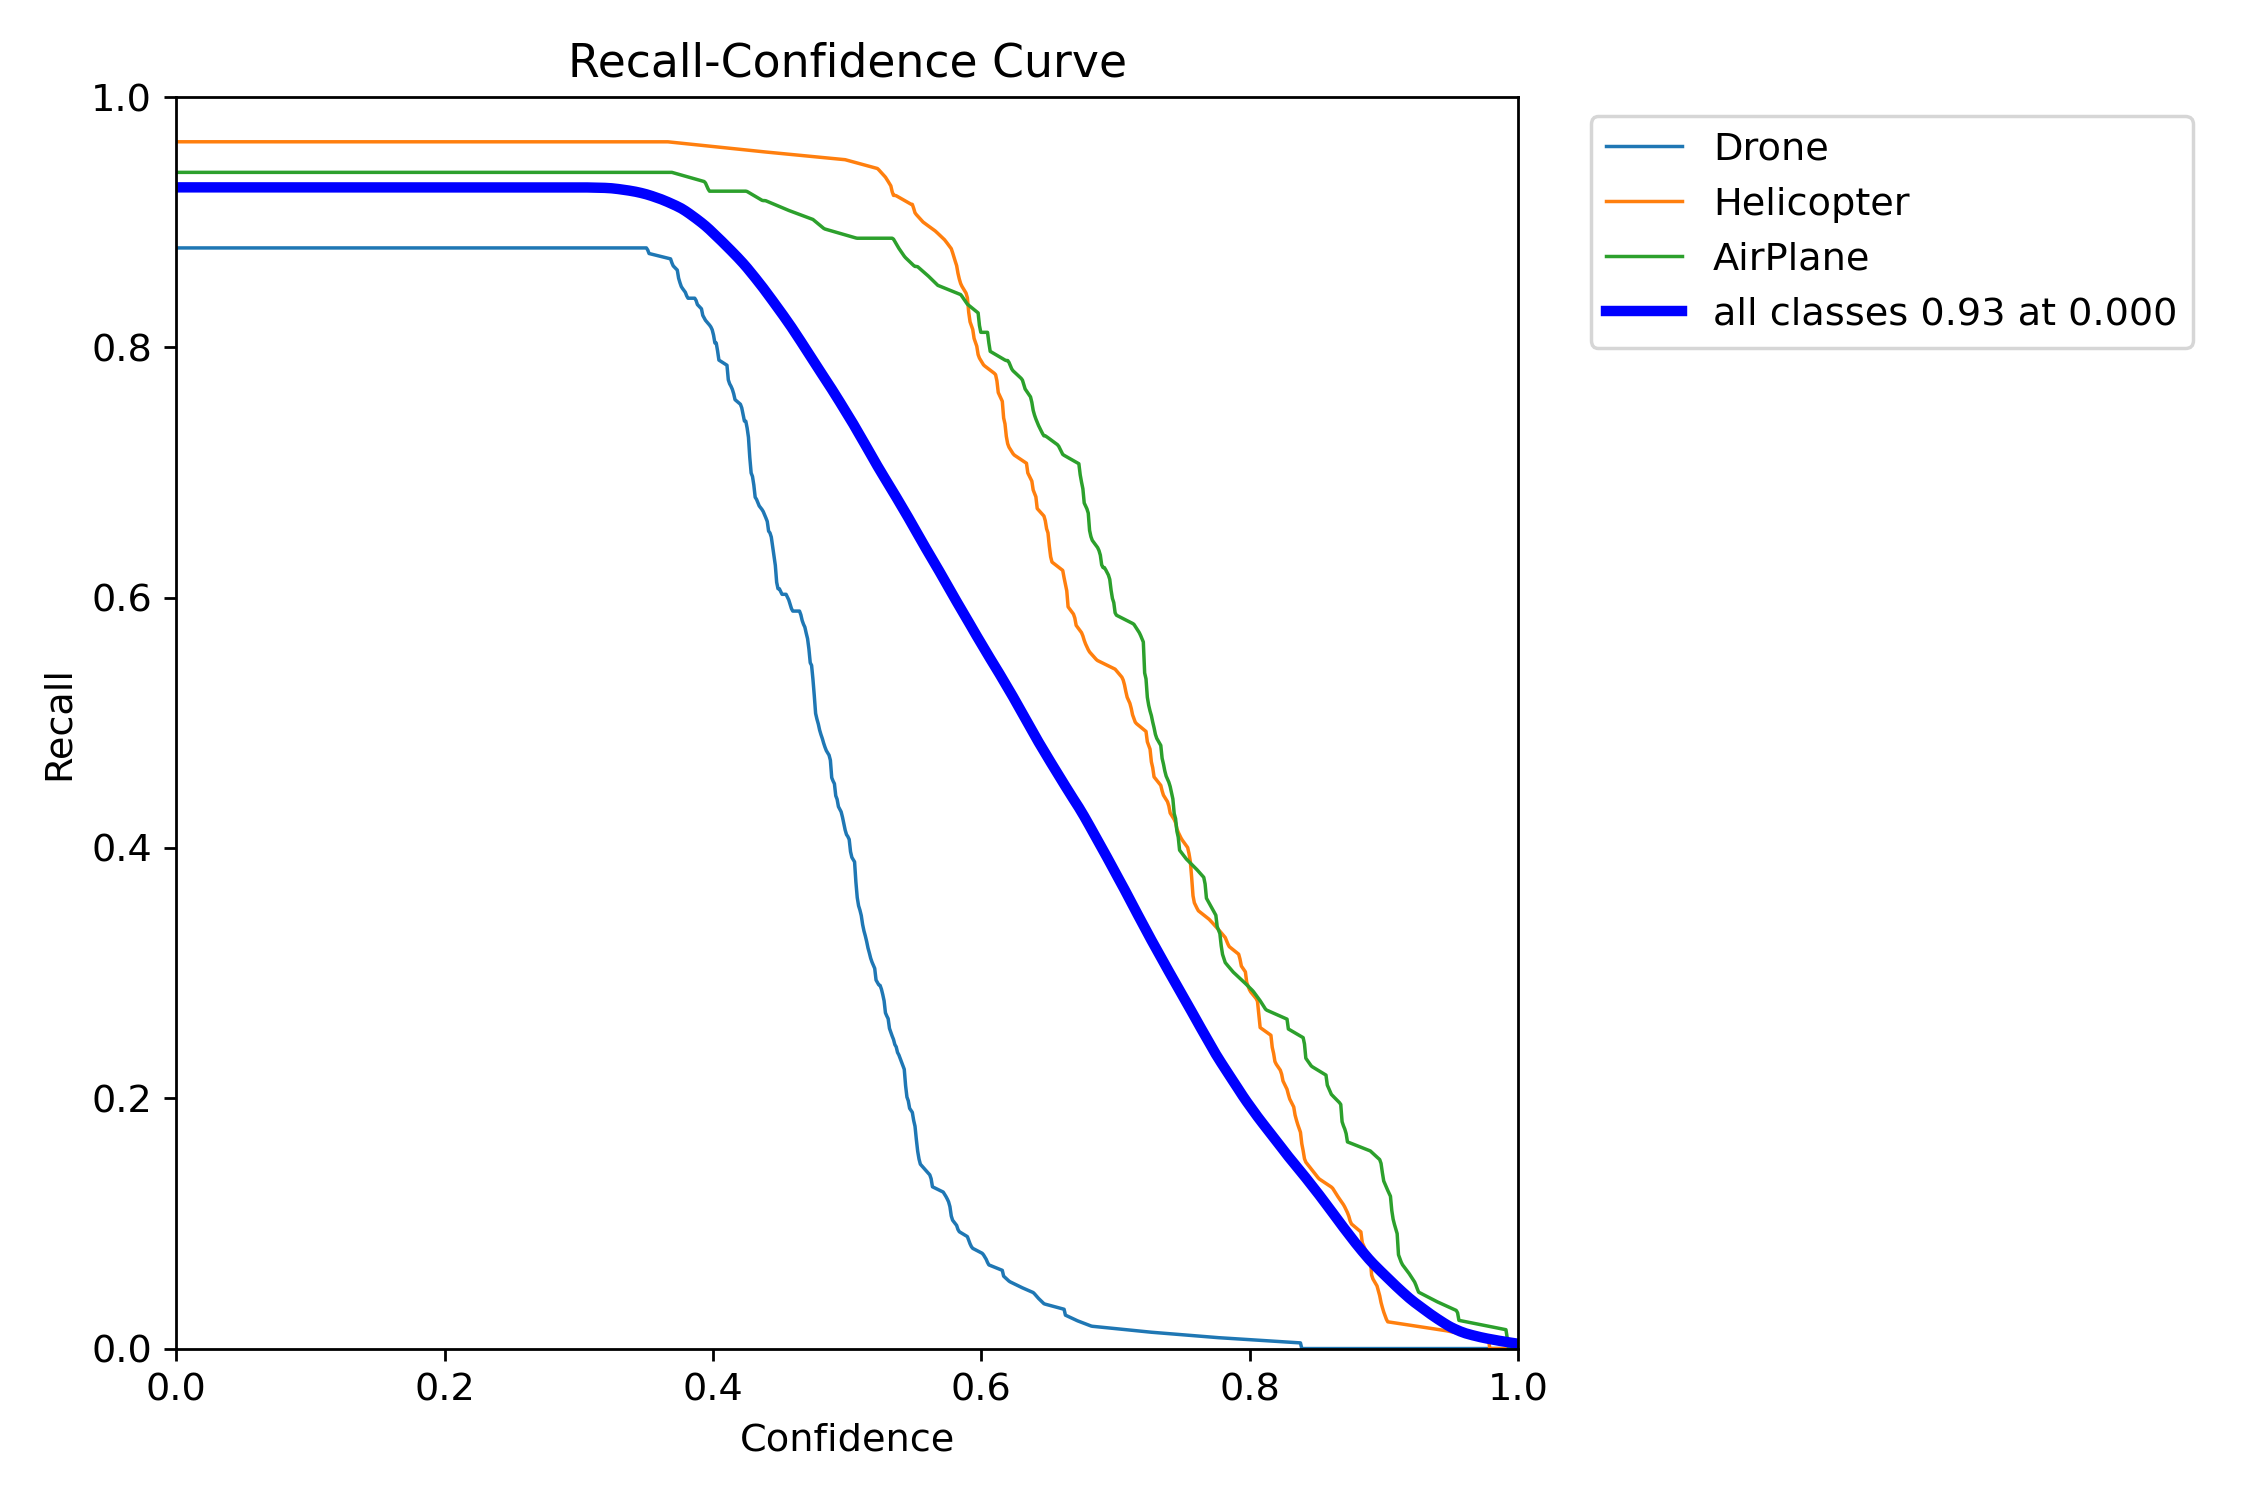 Recall-Confidence Curve
1.0
0.8
0.6
0.4
0.2
0.0
Recall
0.0 0.2 0.4 0.6 0.8 1.0
Confidence
Drone
Helicopter
AirPlane
all classes 0.93 at 0.000